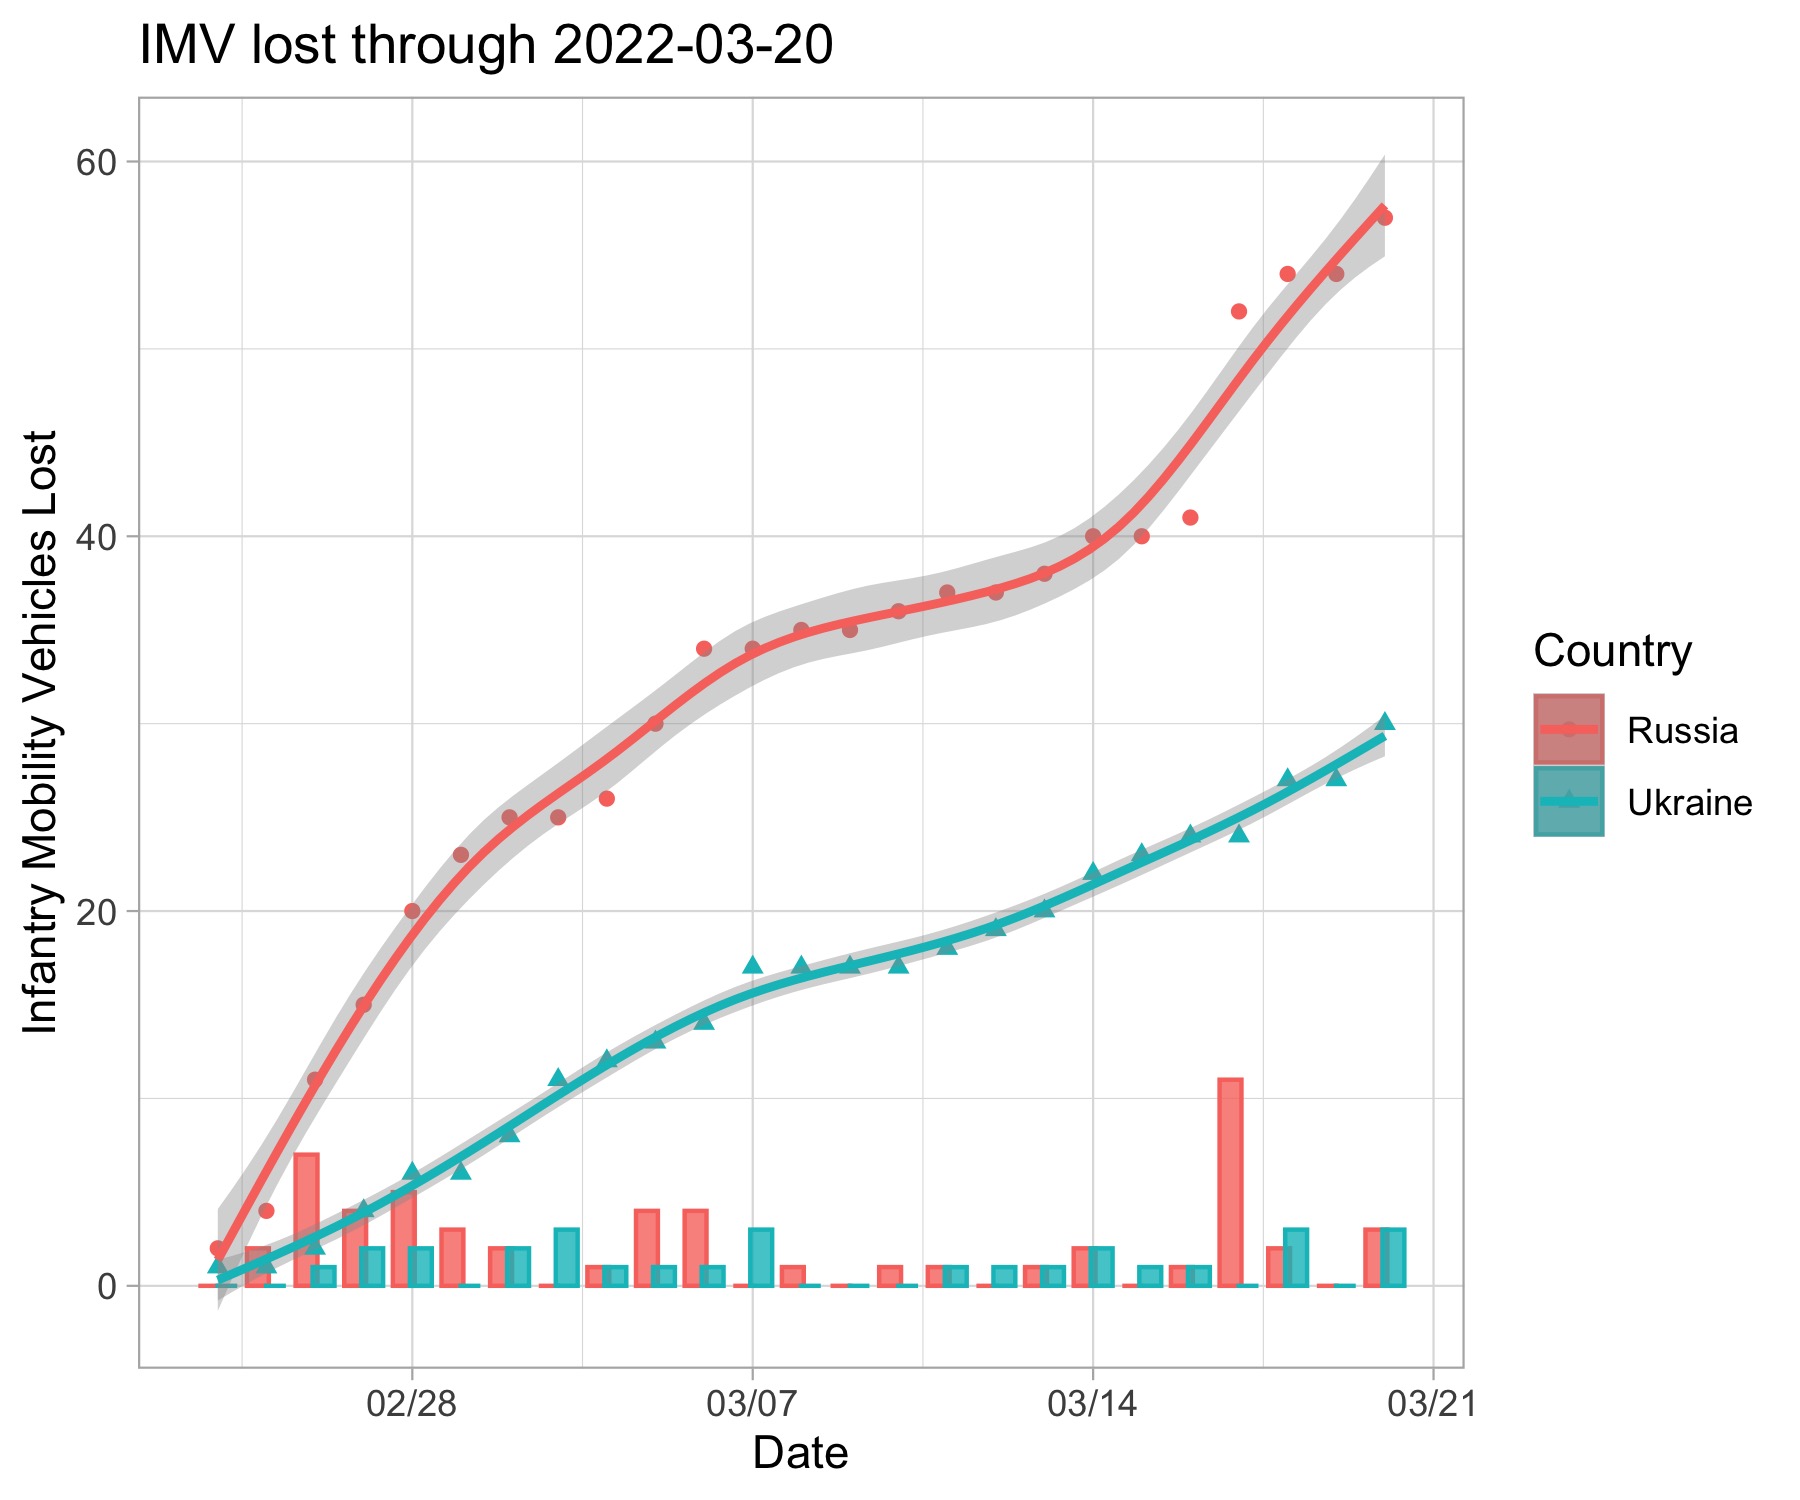 IMV lost through 2022-03-20
Infantry Mobility Vehicles Lost
60
40
20
0
02/28 03/07 03/14 03/21
Date
Country
Russia
Ukraine